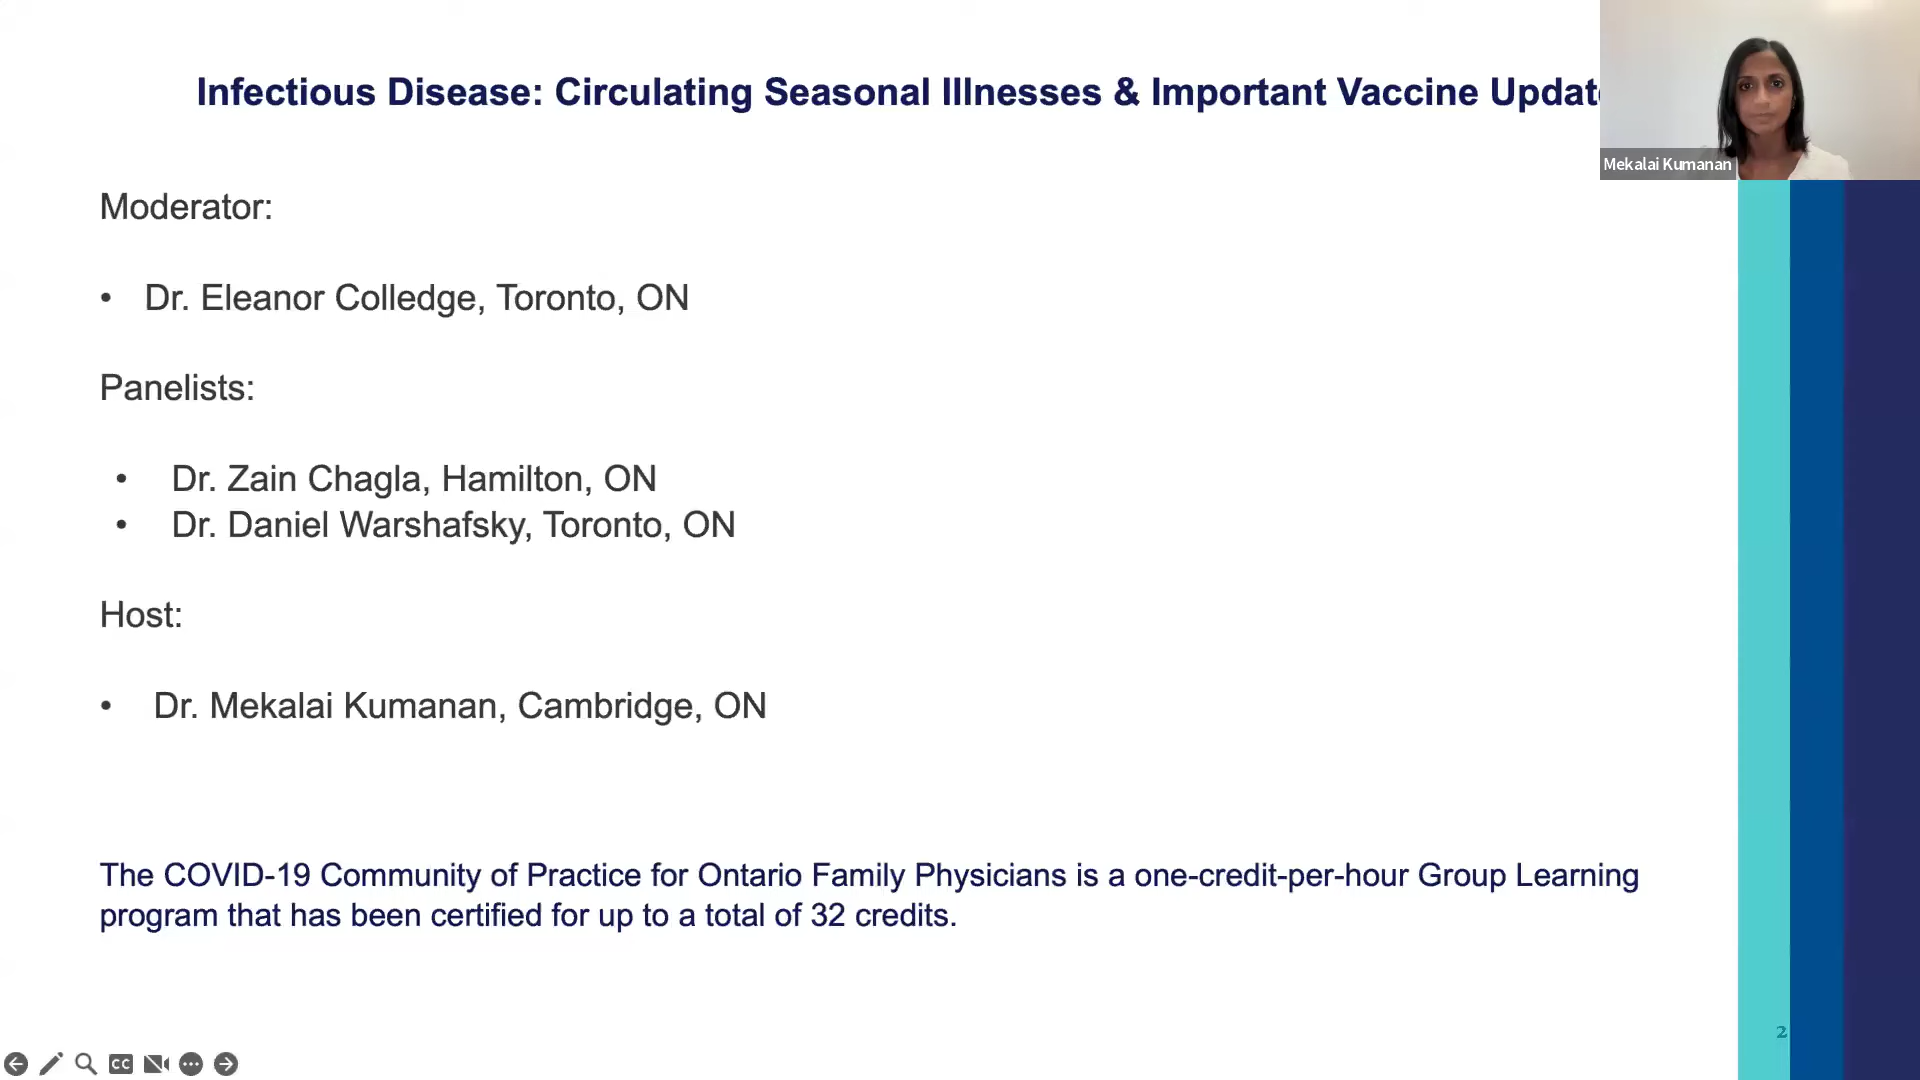 Infectious Disease: Circulating Seasonal Illnesses & Important Vaccine Updat
Mekalai Kumanan
Moderator:
• Dr. Eleanor Colledge, Toronto, ON
Panelists:
• Dr. Zain Chagla, Hamilton, ON
• Dr. Daniel Warshafsky, Toronto, ON
Host:
• Dr. Mekalai Kumanan, Cambridge, ON
The COVID-19 Community of Practice for Ontario Family Physicians is a one-credit-per-hour Group Learning
program that has been certified for up to a total of 32 credits.
2
CC